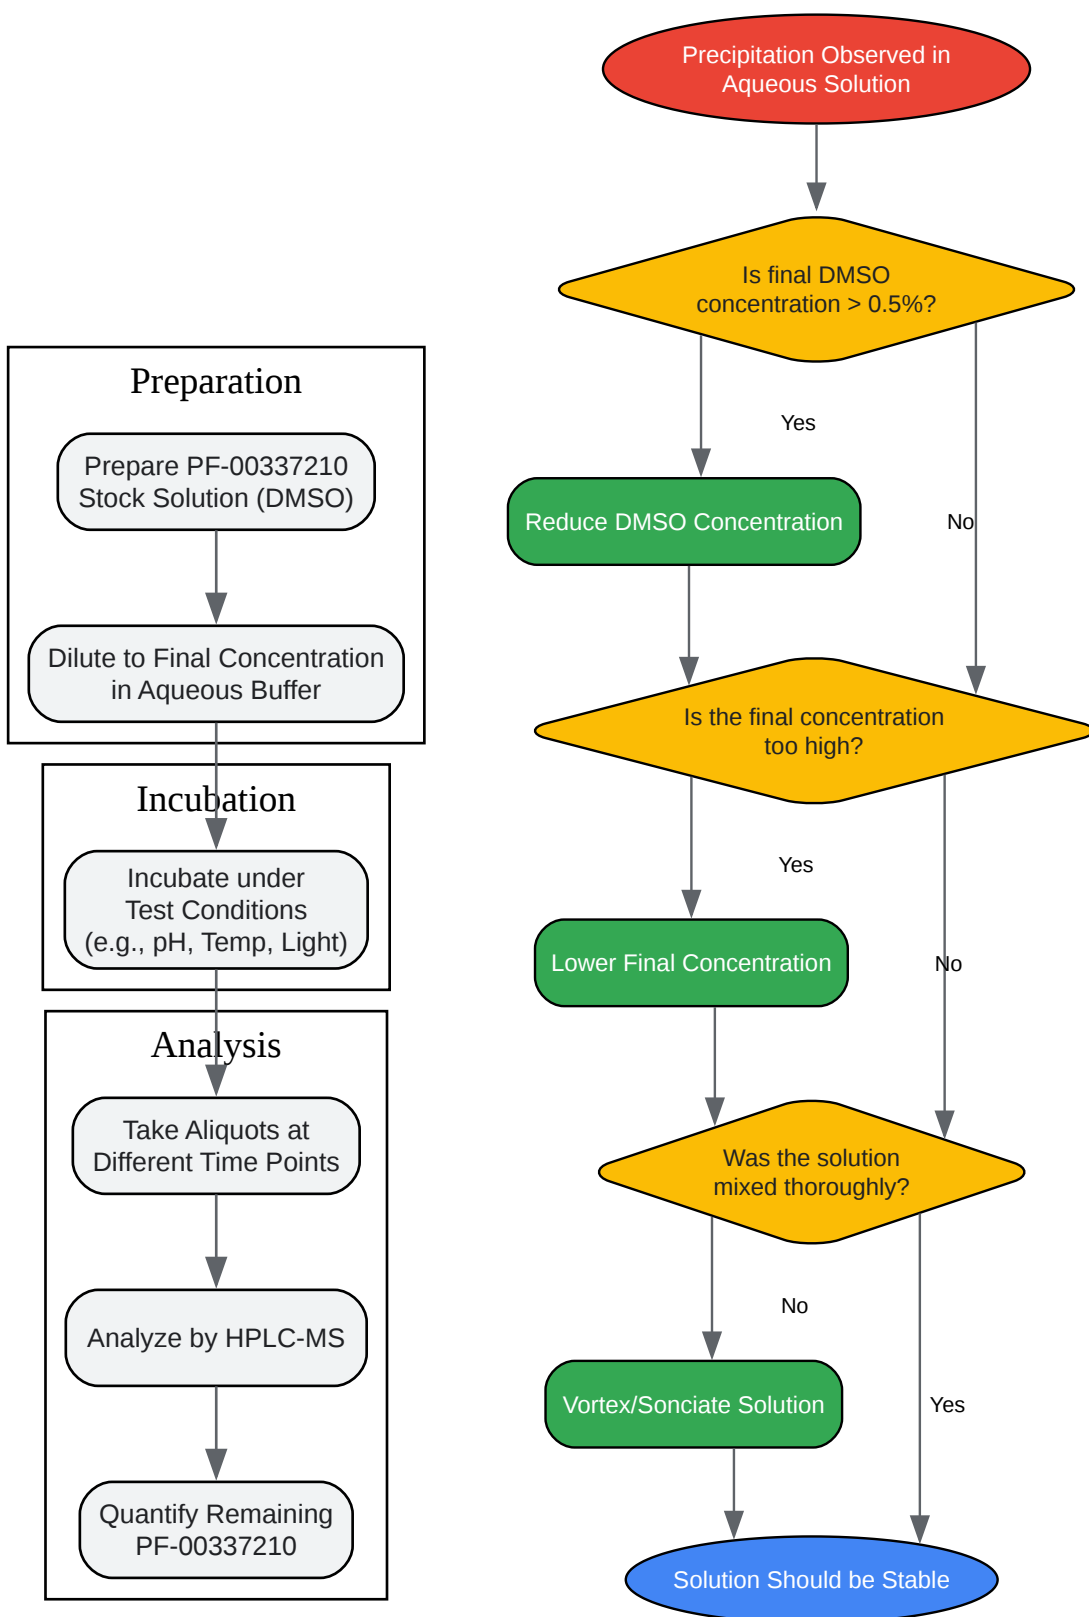 Preparation
Prepare PF-00337210
Stock Solution (DMSO)
Dilute to Final Concentration
in Aqueous Buffer
Incubation
Incubate under
Test Conditions
(e.g., pH, Temp, Light)
Analysis
Take Aliquots at
Different Time Points
Analyze by HPLC-MS
Quantify Remaining
PF-00337210
Precipitation Observed in
Aqueous Solution
Is final DMSO
concentration > 0.5%?
Yes
Reduce DMSO Concentration
No
Is the final concentration
too high?
Yes
Lower Final Concentration
No
Was the solution
mixed thoroughly?
No
Vortex/Sonciate Solution
Yes
Solution Should be Stable